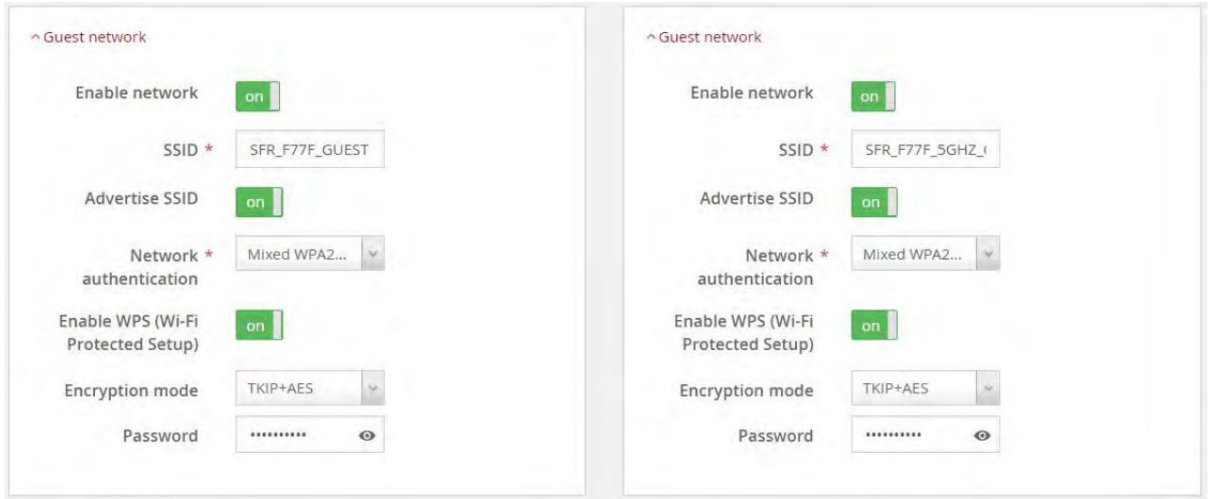 Guest network
Enable network
on
SSID *
SFR_F77F_GUEST
Advertise SSID
on
Network *
authentication
Mixed WPA2...
Enable WPS (Wi-Fi
Protected Setup)
on
Encryption mode
TKIP+AES
Password
••••••••••
Guest network
Enable network
on
SSID *
SFR_F77F_5GHZ_(
Advertise SSID
on
Network *
authentication
Mixed WPA2...
Enable WPS (Wi-Fi
Protected Setup)
on
Encryption mode
TKIP+AES
Password
••••••••••